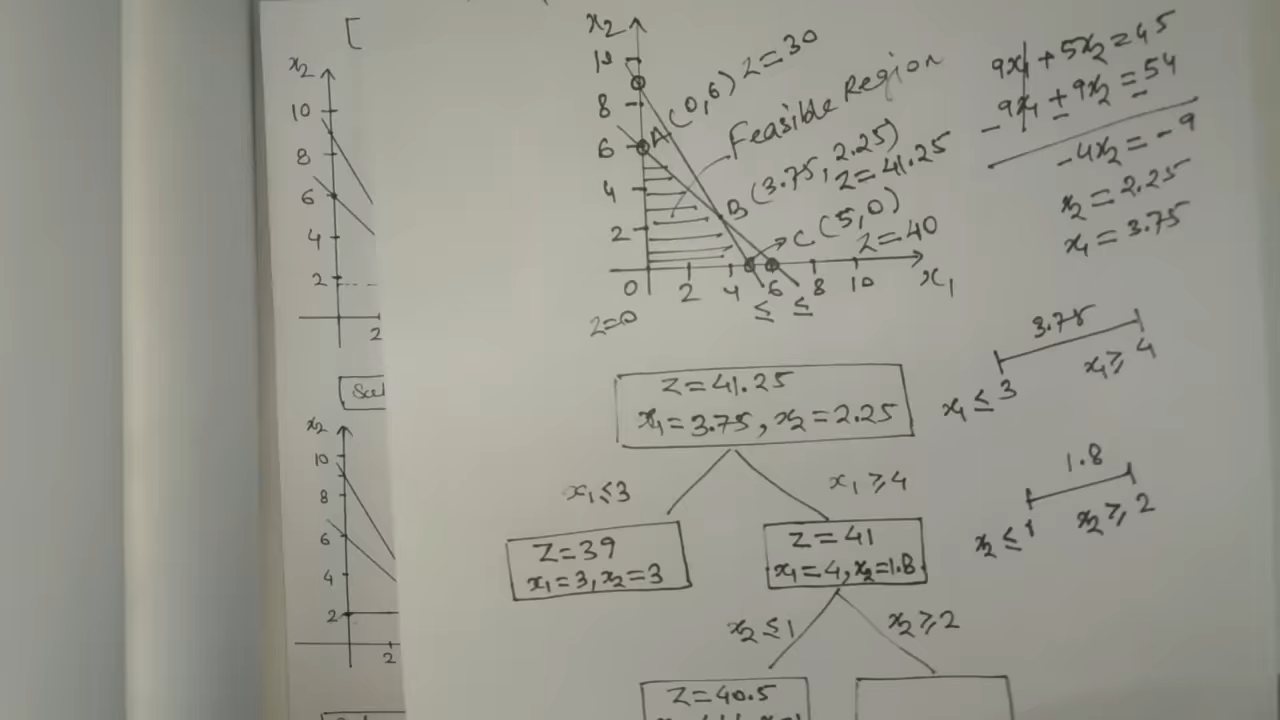 [
x₂
10
8
6
4
2
2
x₂
10
8
6
4
2
2
x₂
10
8
6
4
2
0
2
4
6
8
10
x₁
A(0,6) Z=30
Feasible Region
B(3.75, 2.25)
Z=41.25
C(5,0)
Z=40
Z=0
≤ ≤
9x₁+5x₂=45
-9x₁+9x₂=54
-
-4x₂=-9
x₂=2.25
x₁=3.75
Z=41.25
x₁=3.75, x₂=2.25
3.75
x₁≤3 x₁≥4
1.8
x₂≤1 x₂≥2
x₁≤3 x₁≥4
Z=39
x₁=3, x₂=3
Z=41
x₁=4, x₂=1.8
x₂≤1 x₂≥2
Z=40.5